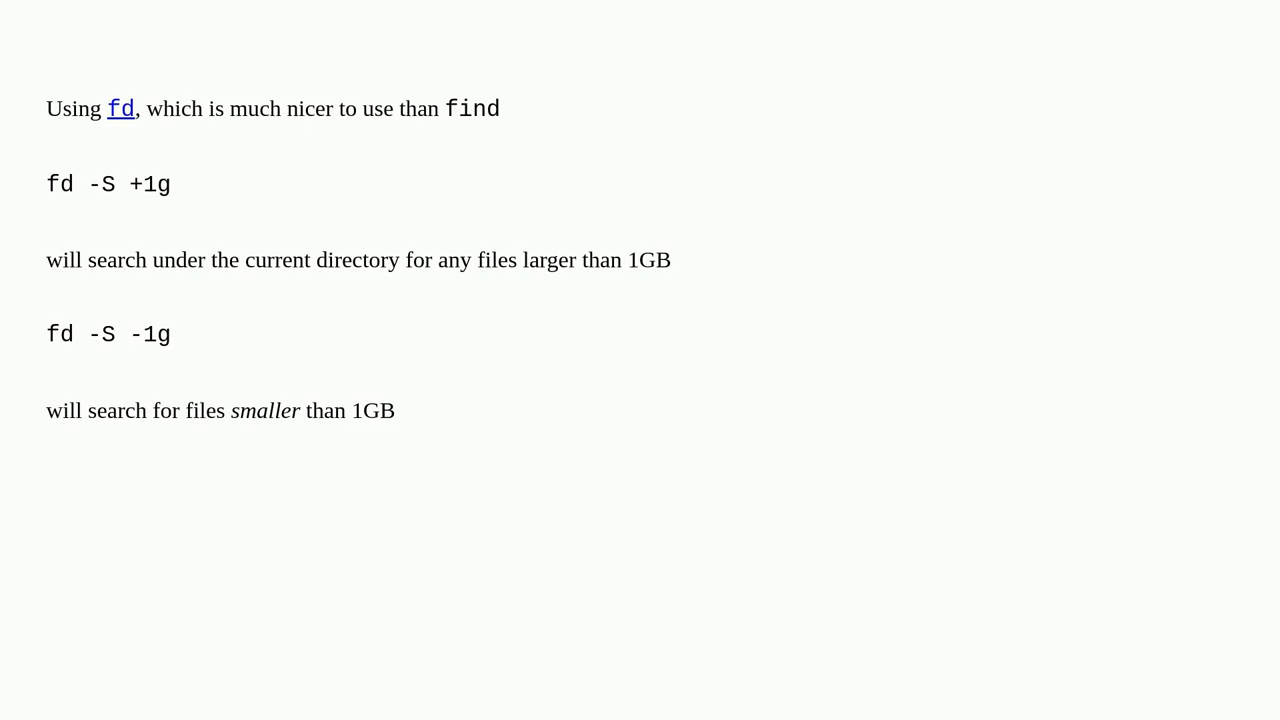 Using fd, which is much nicer to use than find
fd -S +1g
will search under the current directory for any files larger than 1GB
fd -S -1g
will search for files smaller than 1GB